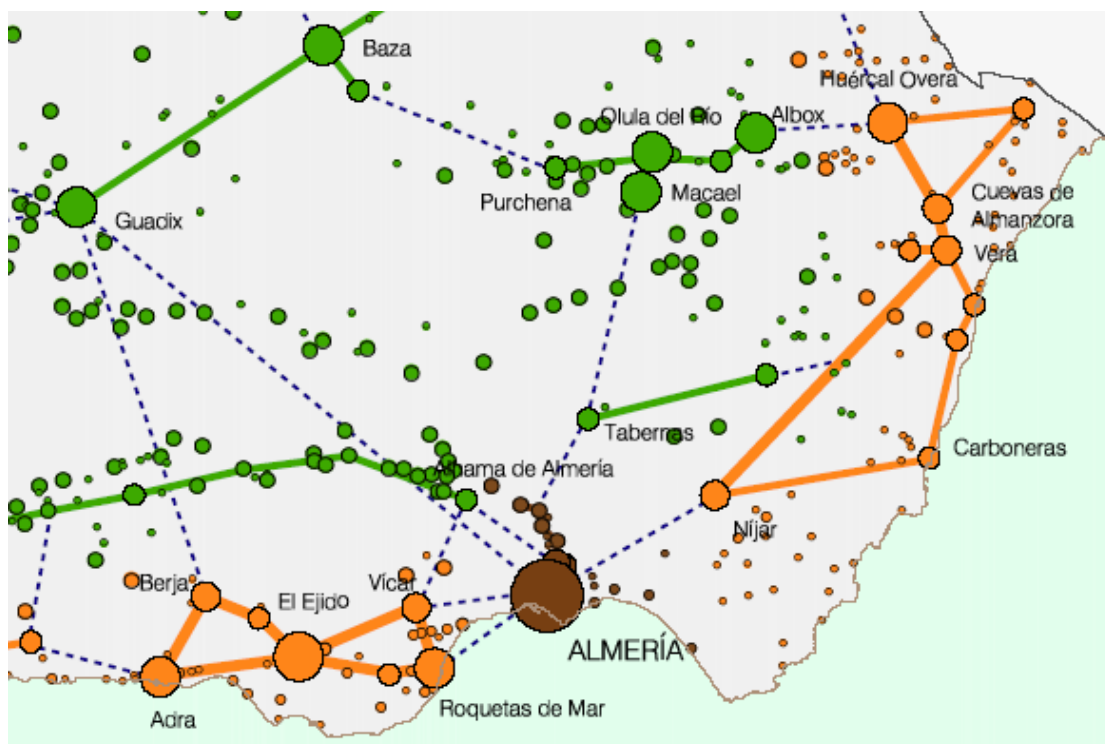 Baza
Huércal Overa
Olula del Río
Albox
Purchena
Macael
Cuevas de
Almanzora
Guadix
Vera
Tabernas
Carboneras
Alhama de Almería
Níjar
Berja
El Ejido
Vícar
ALMERÍA
Adra
Roquetas de Mar